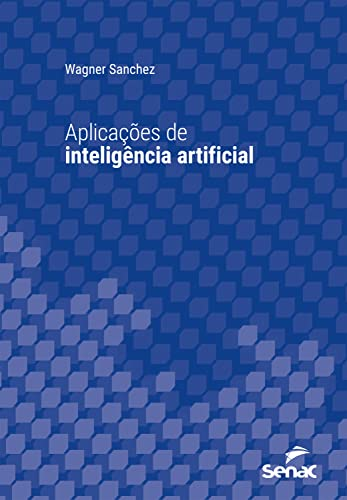 Wagner Sanchez
Aplicações de
inteligência artificial
senac